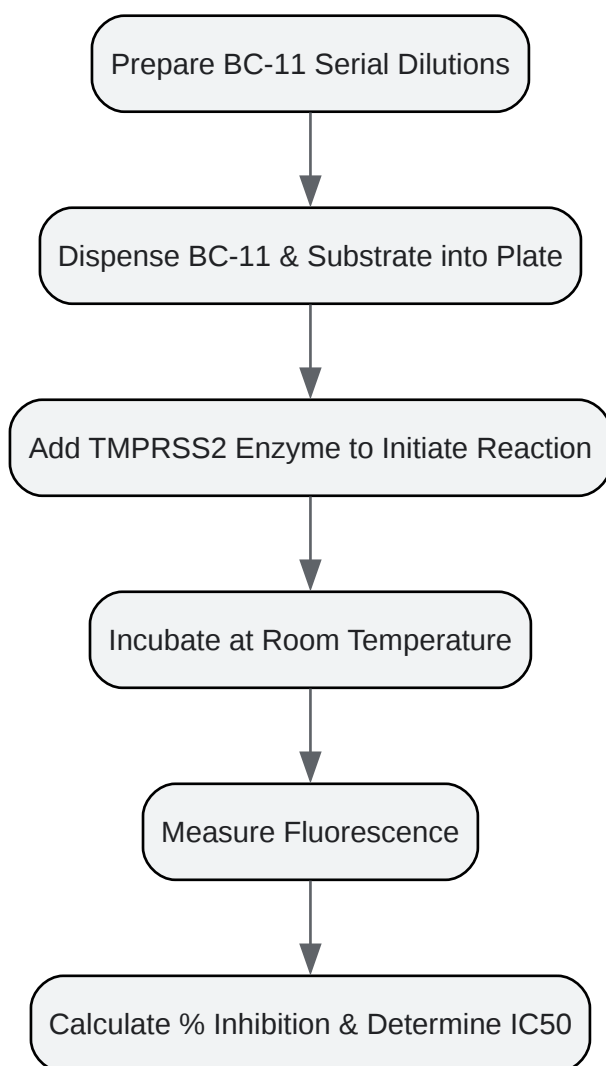 Prepare BC-11 Serial Dilutions
Dispense BC-11 & Substrate into Plate
Add TMPRSS2 Enzyme to Initiate Reaction
Incubate at Room Temperature
Measure Fluorescence
Calculate % Inhibition & Determine IC50